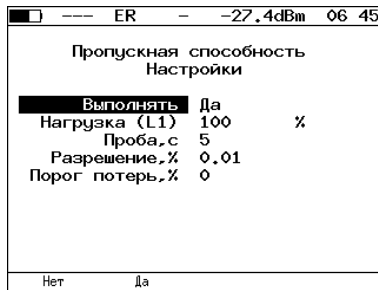 --- ER - -27.4dBm 06 45
Пропускная способность
Настройки
Выполнять Да
Нагрузка (L1) 100 %
Проба,с 5
Разрешение,% 0.01
Порог потерь,% 0
Нет Да